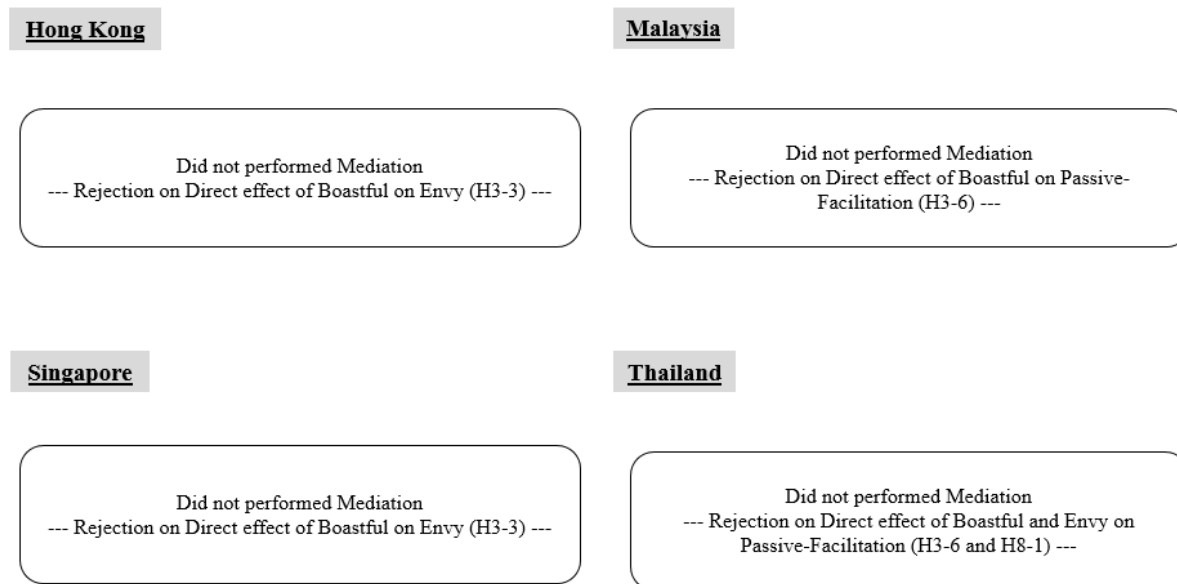 Hong Kong
Did not performed Mediation
--- Rejection on Direct effect of Boastful on Envy (H3-3) ---
Malaysia
Did not performed Mediation
--- Rejection on Direct effect of Boastful on Passive-
Facilitation (H3-6) ---
Singapore
Did not performed Mediation
--- Rejection on Direct effect of Boastful on Envy (H3-3) ---
Thailand
Did not performed Mediation
--- Rejection on Direct effect of Boastful and Envy on
Passive-Facilitation (H3-6 and H8-1) ---